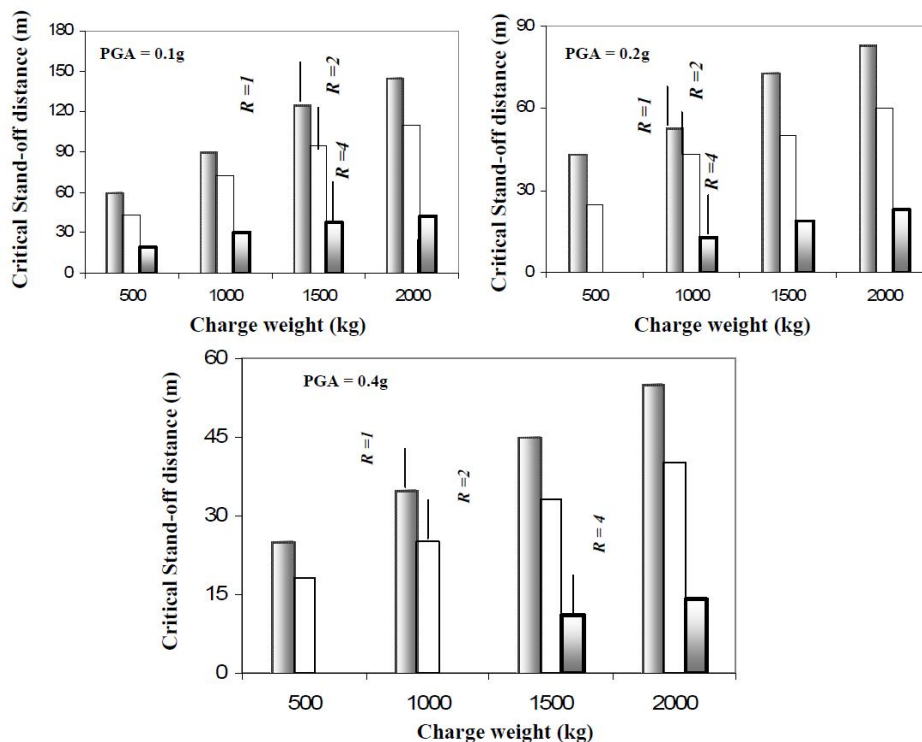 Critical Stand-off distance (m)
180
150
120
90
60
30
0
PGA = 0.1g
R =1
R =2
R =4
500 1000 1500 2000
Charge weight (kg)
Critical Stand-off distance (m)
90
60
30
0
PGA = 0.2g
R =1
R =2
R =4
500 1000 1500 2000
Charge weight (kg)
Critical Stand-off distance (m)
60
45
30
15
0
PGA = 0.4g
R =1
R =2
R = 4
500 1000 1500 2000
Charge weight (kg)